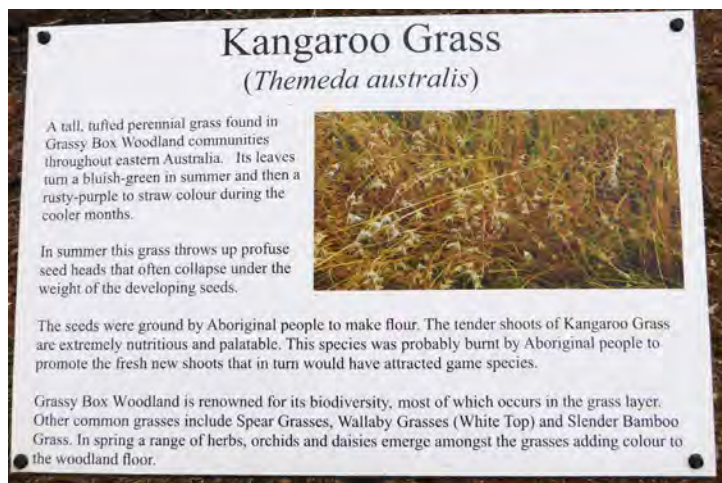 Kangaroo Grass
(Themeda australis)
A tall, tufted perennial grass found in
Grassy Box Woodland communities
throughout eastern Australia. Its leaves
turn a bluish-green in summer and then a
rusty-purple to straw colour during the
cooler months.
In summer this grass throws up profuse
seed heads that often collapse under the
weight of the developing seeds.
The seeds were ground by Aboriginal people to make flour. The tender shoots of Kangaroo Grass
are extremely nutritious and palatable. This species was probably burnt by Aboriginal people to
promote the fresh new shoots that in turn would have attracted game species.
Grassy Box Woodland is renowned for its biodiversity, most of which occurs in the grass layer.
Other common grasses include Spear Grasses, Wallaby Grasses (White Top) and Slender Bamboo
Grass. In spring a range of herbs, orchids and daisies emerge amongst the grasses adding colour to
the woodland floor.